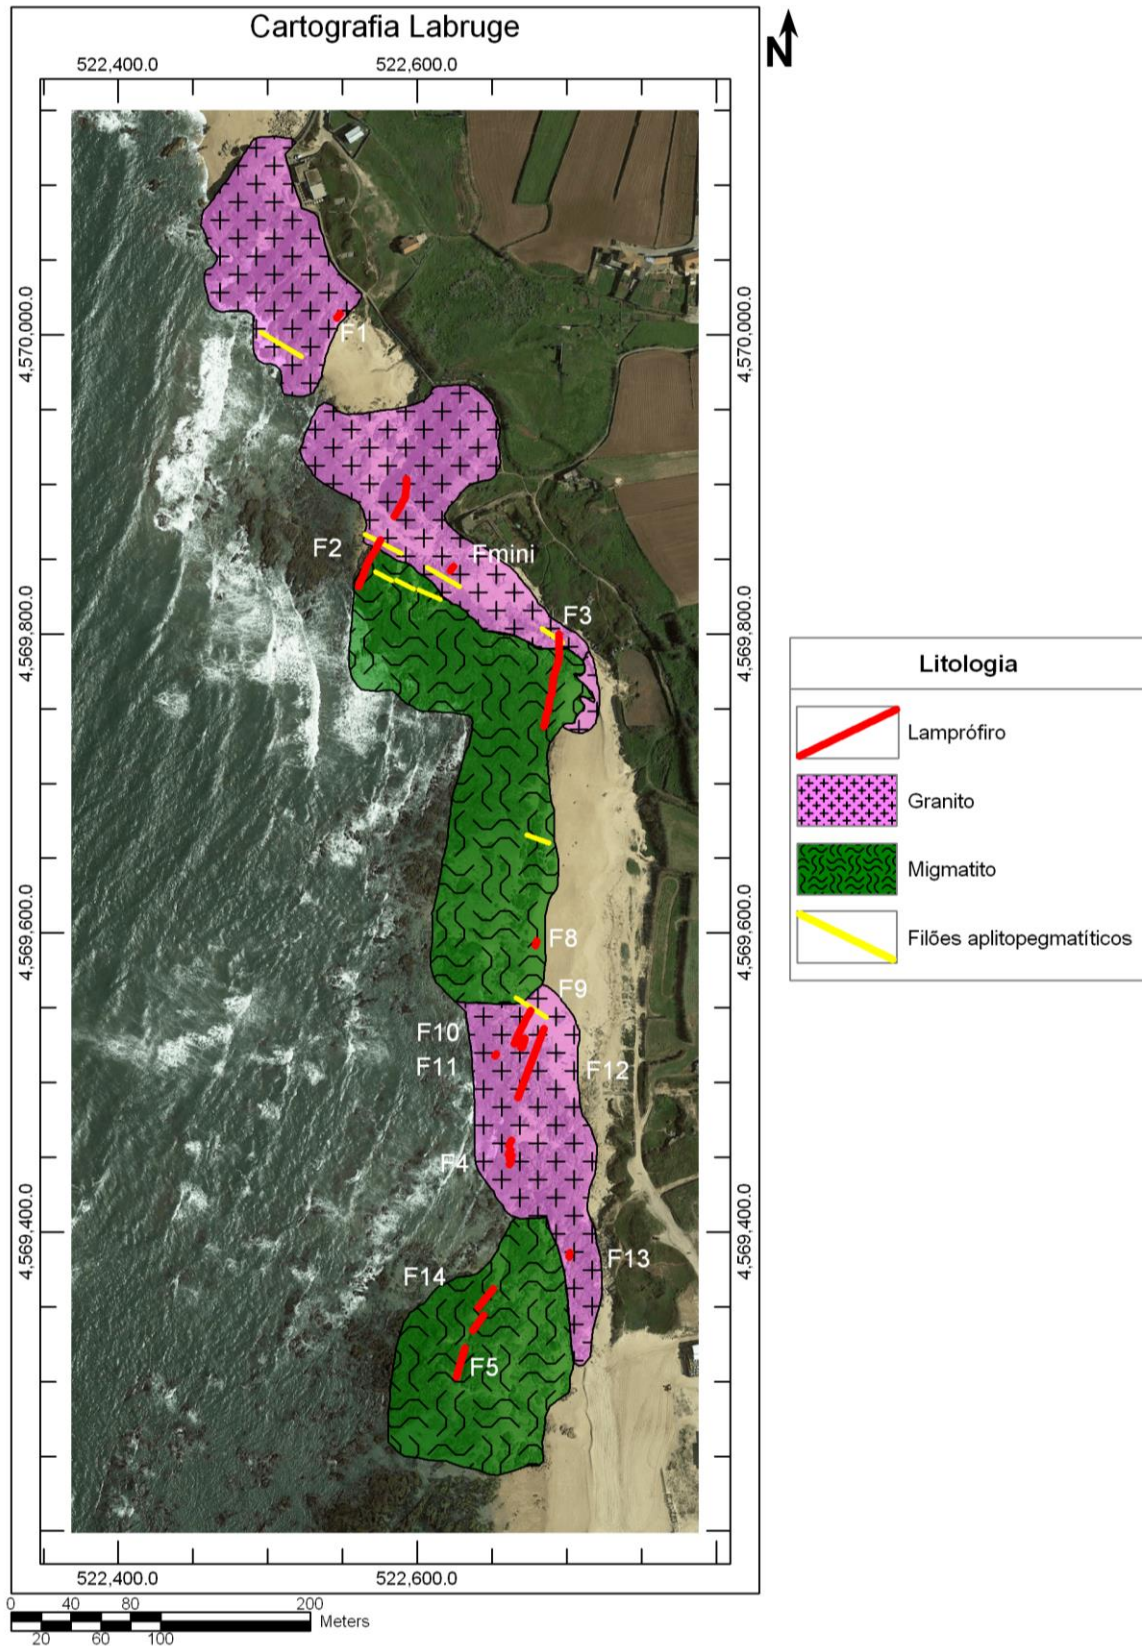 Cartografia Labruge
N
522,400.0
522,600.0
4,570,000.0
4,570,000.0
F1
F2
Fmini
F3
4,569,800.0
4,569,800.0
Litologia
Lamprófiro
Granito
Migmatito
Filões aplitopegmatíticos
4,569,600.0
4,569,600.0
F8
F9
F10
F11
F12
F4
4,569,400.0
4,569,400.0
F13
F14
F5
522,400.0
522,600.0
0 40 80 200
Meters
20 60 100